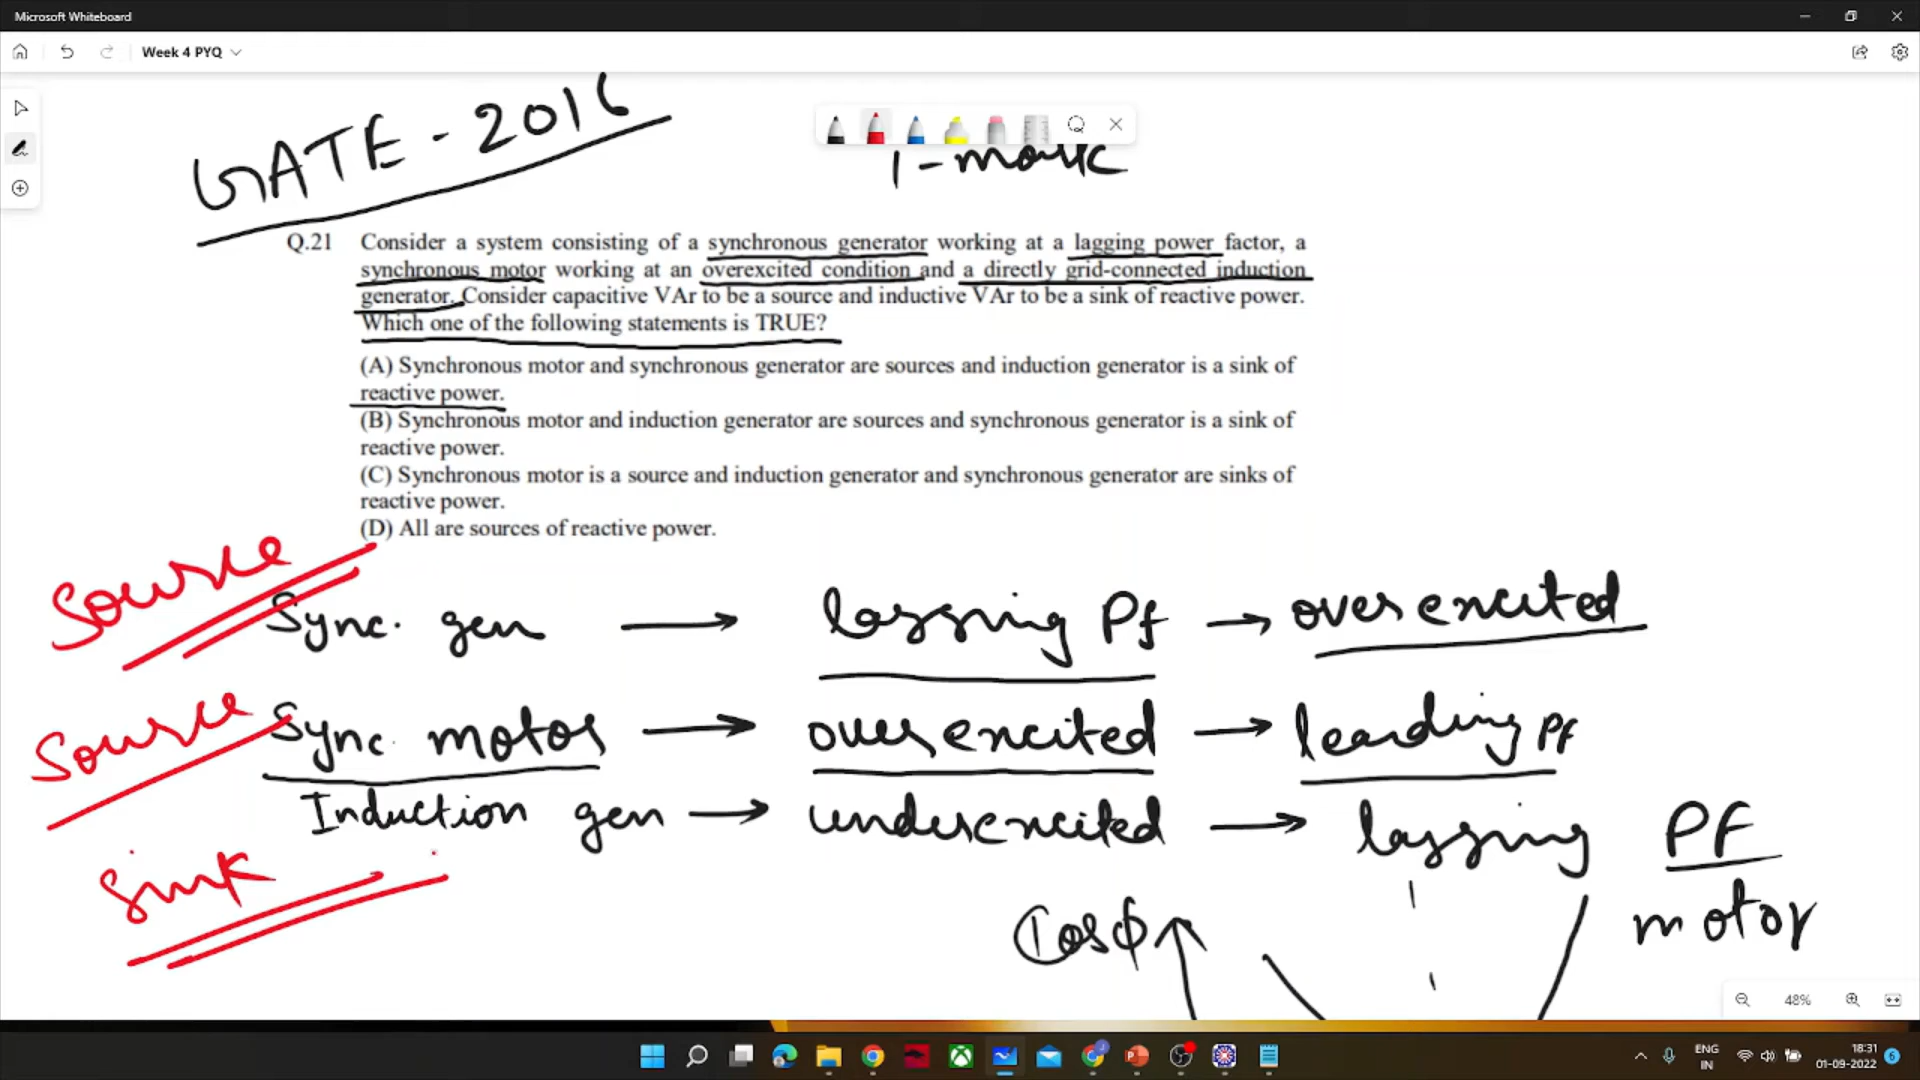 Microsoft Whiteboard
Week 4 PYQ
GATE - 2016
1 - mark
Q.21 Consider a system consisting of a synchronous generator working at a lagging power factor, a
synchronous motor working at an overexcited condition and a directly grid-connected induction
generator. Consider capacitive VAr to be a source and inductive VAr to be a sink of reactive power.
Which one of the following statements is TRUE?
(A) Synchronous motor and synchronous generator are sources and induction generator is a sink of
reactive power.
(B) Synchronous motor and induction generator are sources and synchronous generator is a sink of
reactive power.
(C) Synchronous motor is a source and induction generator and synchronous generator are sinks of
reactive power.
(D) All are sources of reactive power.
Source Sync. gen → lagging Pf → over excited
Source Sync. motor → over excited → leading Pf
Induction gen → underexcited → lagging PF
Sink
Cosφ motor
48%
ENG
IN
18:31
01-09-2022
6